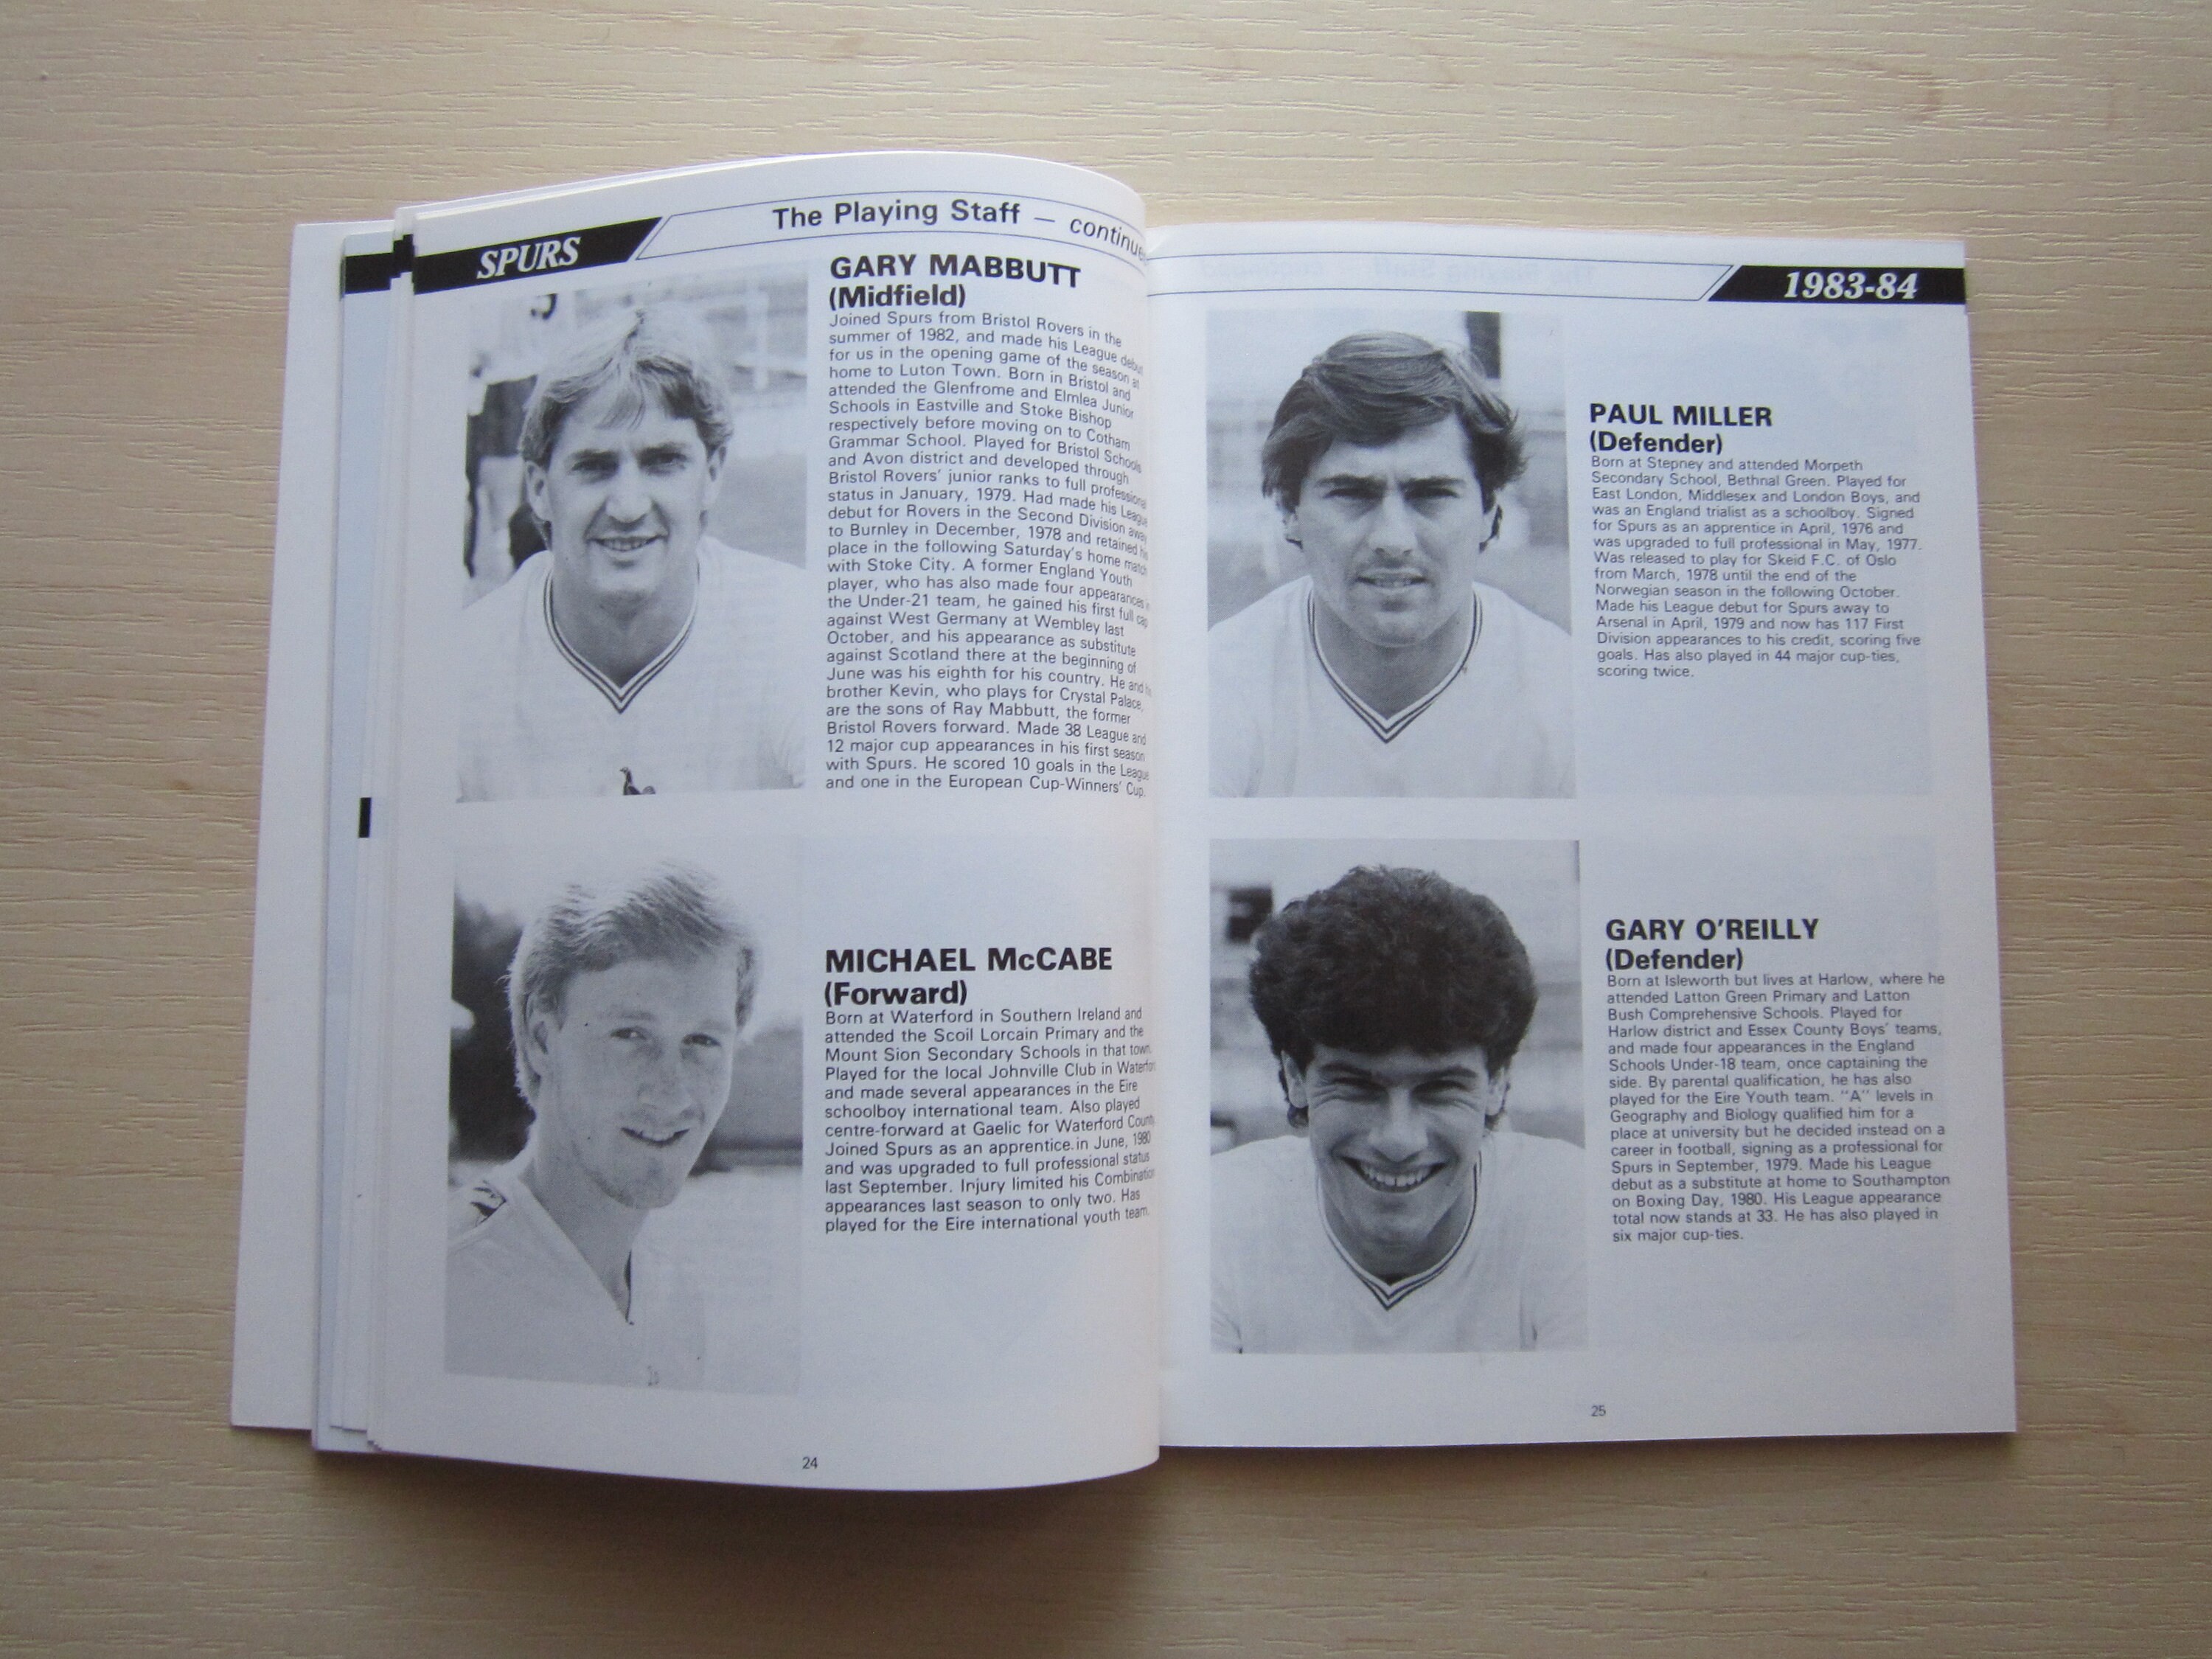 SPURS
The Playing Staff — continue
GARY MABBUTT
(Midfield)
Joined Spurs from Bristol Rovers in the
summer of 1982, and made his League debut
for us in the opening game of the season at
home to Luton Town. Born in Bristol and
attended the Glenfrome and Elmlea Junior
Schools in Eastville and Stoke Bishop
respectively before moving on to Cotham
Grammar School. Played for Bristol Schools
and Avon district and developed through
Bristol Rovers' junior ranks to full professional
status in January, 1979. Had made his League
debut for Rovers in the Second Division away
to Burnley in December, 1978 and retained
place in the following Saturday's home match
with Stoke City. A former England Youth
player, who has also made four appearances
the Under-21 team, he gained his first full cap
against West Germany at Wembley last
October, and his appearance as substitute
against Scotland there at the beginning of
June was his eighth for his country. He and
brother Kevin, who plays for Crystal Palace,
are the sons of Ray Mabbutt, the former
Bristol Rovers forward. Made 38 League and
12 major cup appearances in his first season
with Spurs. He scored 10 goals in the League
and one in the European Cup-Winners' Cup.
MICHAEL McCABE
(Forward)
Born at Waterford in Southern Ireland and
attended the Scoil Lorcain Primary and the
Mount Sion Secondary Schools in that town.
Played for the local Johnville Club in Waterford
and made several appearances in the Eire
schoolboy international team. Also played
centre-forward at Gaelic for Waterford County.
Joined Spurs as an apprentice.in June, 1980
and was upgraded to full professional status
last September. Injury limited his Combination
appearances last season to only two. Has
played for the Eire international youth team.
24
1983-84
PAUL MILLER
(Defender)
Born at Stepney and attended Morpeth
Secondary School, Bethnal Green. Played for
East London, Middlesex and London Boys, and
was an England trialist as a schoolboy. Signed
for Spurs as an apprentice in April, 1976 and
was upgraded to full professional in May, 1977.
Was released to play for Skeid F.C. of Oslo
from March, 1978 until the end of the
Norwegian season in the following October.
Made his League debut for Spurs away to
Arsenal in April, 1979 and now has 117 First
Division appearances to his credit, scoring five
goals. Has also played in 44 major cup-ties,
scoring twice.
GARY O'REILLY
(Defender)
Born at Isleworth but lives at Harlow, where he
attended Latton Green Primary and Latton
Bush Comprehensive Schools. Played for
Harlow district and Essex County Boys' teams,
and made four appearances in the England
Schools Under-18 team, once captaining the
side. By parental qualification, he has also
played for the Eire Youth team. "A" levels in
Geography and Biology qualified him for a
place at university but he decided instead on a
career in football, signing as a professional for
Spurs in September, 1979. Made his League
debut as a substitute at home to Southampton
on Boxing Day, 1980. His League appearance
total now stands at 33. He has also played in
six major cup-ties.
25